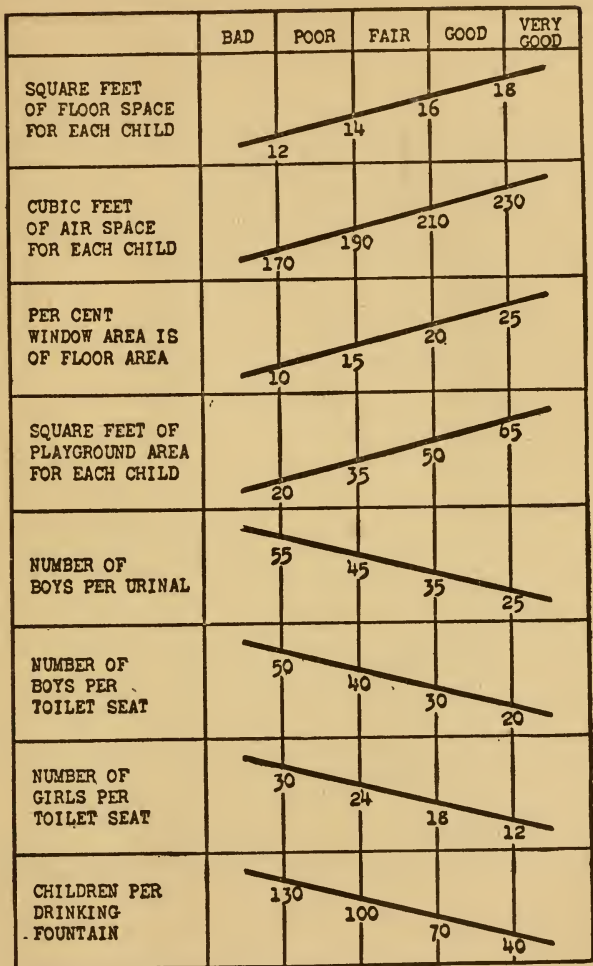 BAD POOR FAIR GOOD VERY GOOD
SQUARE FEET
OF FLOOR SPACE
FOR EACH CHILD
12 14 16 18
CUBIC FEET
OF AIR SPACE
FOR EACH CHILD
170 190 210 230
PER CENT
WINDOW AREA IS
OF FLOOR AREA
10 15 20 25
SQUARE FEET OF
PLAYGROUND AREA
FOR EACH CHILD
20 35 50 65
NUMBER OF
BOYS PER URINAL
55 45 35 25
NUMBER OF
BOYS PER
TOILET SEAT
50 40 30 20
NUMBER OF
GIRLS PER
TOILET SEAT
30 24 18 12
CHILDREN PER
DRINKING
FOUNTAIN
130 100 70 40